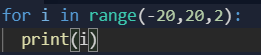 for i in range(-20,20,2):
  print(i)